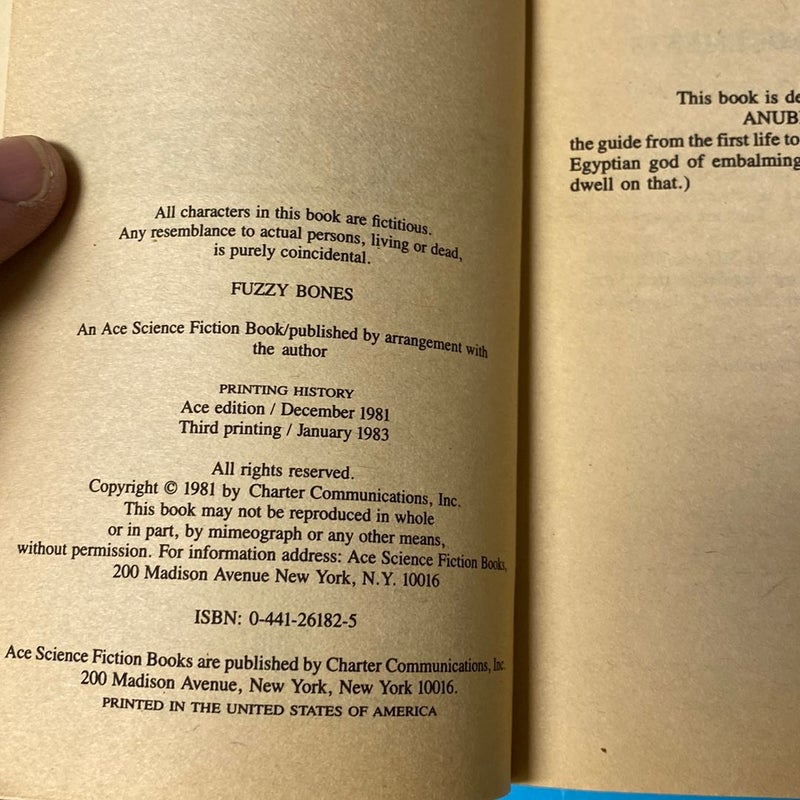 All characters in this book are fictitious.
Any resemblance to actual persons, living or dead,
is purely coincidental.
FUZZY BONES
An Ace Science Fiction Book/published by arrangement with
the author
PRINTING HISTORY
Ace edition / December 1981
Third printing / January 1983
All rights reserved.
Copyright © 1981 by Charter Communications, Inc.
This book may not be reproduced in whole
or in part, by mimeograph or any other means,
without permission. For information address: Ace Science Fiction Books,
200 Madison Avenue New York, N.Y. 10016
ISBN: 0-441-26182-5
Ace Science Fiction Books are published by Charter Communications, Inc.
200 Madison Avenue, New York, New York 10016.
PRINTED IN THE UNITED STATES OF AMERICA
This book is de
ANUB
the guide from the first life to
Egyptian god of embalming
dwell on that.)